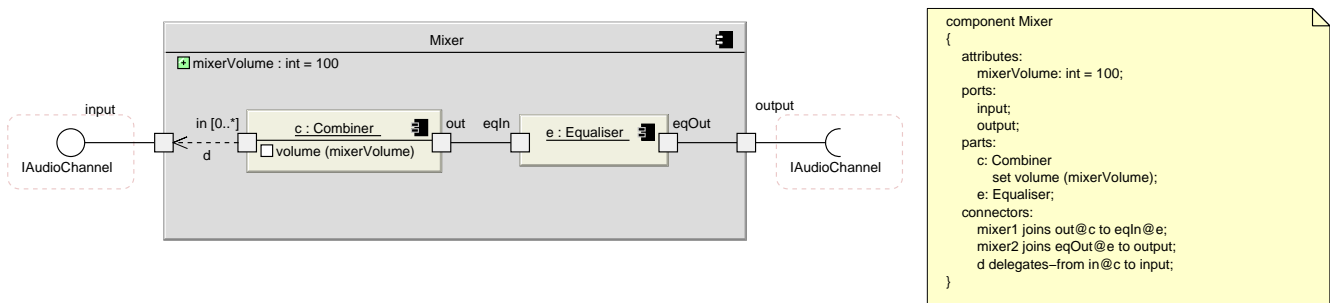 Mixer
mixerVolume : int = 100
input
IAudioChannel
in [0..*]
d
c : Combiner
volume (mixerVolume)
out
eqIn
e : Equaliser
eqOut
output
IAudioChannel
component Mixer
{
attributes:
mixerVolume: int = 100;
ports:
input;
output;
parts:
c: Combiner
set volume (mixerVolume);
e: Equaliser;
connectors:
mixer1 joins out@c to eqIn@e;
mixer2 joins eqOut@e to output;
d delegates−from in@c to input;
}